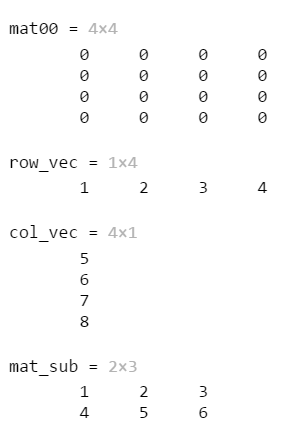 mat00 = 4×4
0 0 0 0
0 0 0 0
0 0 0 0
0 0 0 0
row_vec = 1×4
1 2 3 4
col_vec = 4×1
5
6
7
8
mat_sub = 2×3
1 2 3
4 5 6